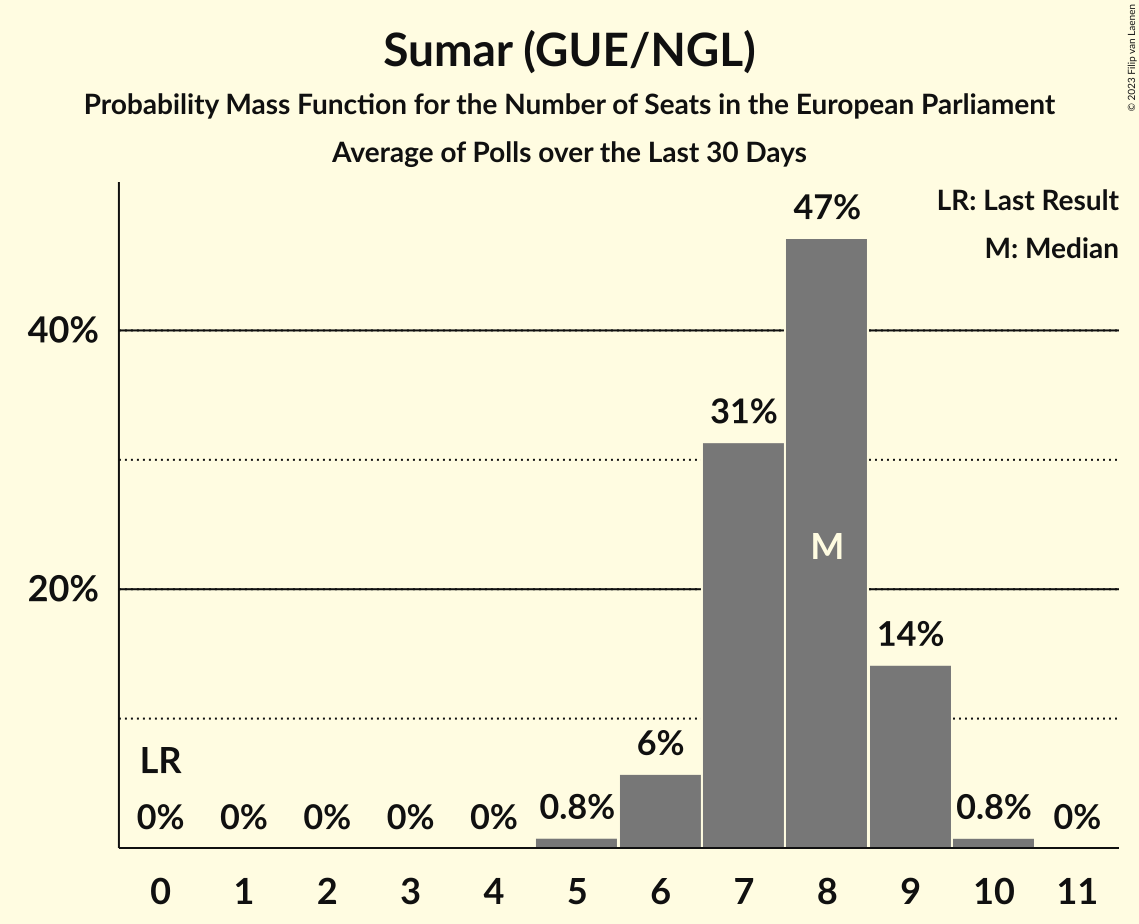 Sumar (GUE/NGL)
Probability Mass Function for the Number of Seats in the European Parliament
Average of Polls over the Last 30 Days
© 2023 Filip van Laenen
LR: Last Result
M: Median
47%
40%
31%
M
20%
14%
6%
LR
0% 0% 0% 0% 0% 0.8% 0.8% 0%
0 1 2 3 4 5 6 7 8 9 10 11